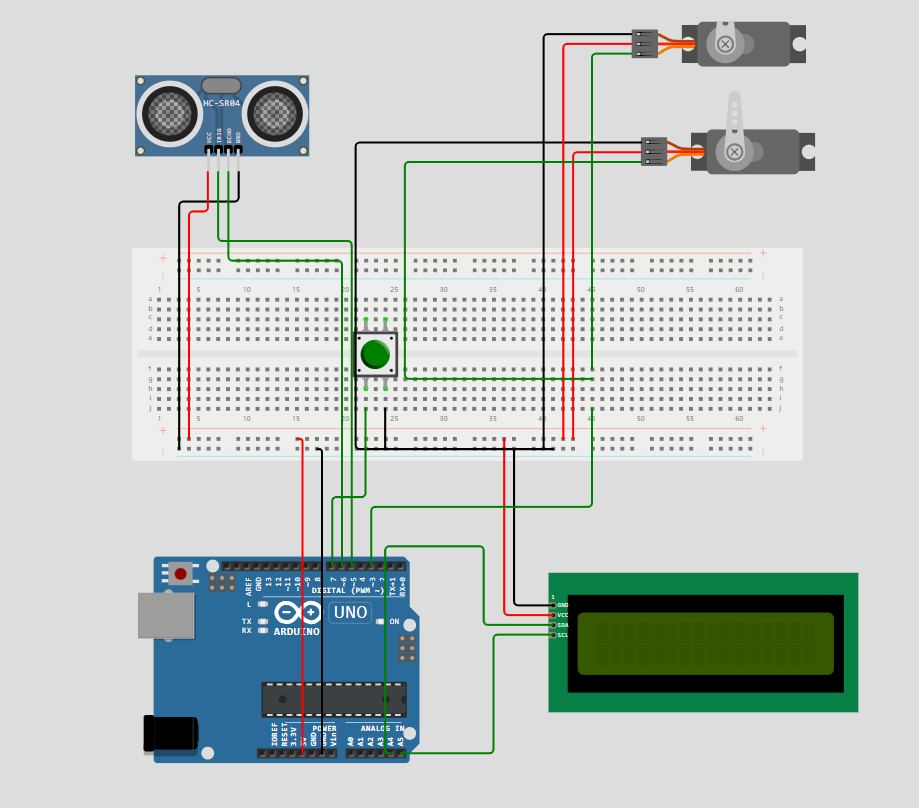 HC-SR04
VCC
TRIG
ECHO
GND
+ +
1 5 10 15 20 25 30 35 40 45 50 55 60
a a
b b
c c
d d
e e
f f
g g
h h
i i
j j
1 5 10 15 20 25 30 35 40 45 50 55 60
+ +
AREF
GND
13
12
~11
~10
~9
8
7
~6
~5
4
~3
2
TX→1
RX←0
DIGITAL (PWM ~)
L
TX
RX
ARDUINO
UNO
ON
POWER
ANALOG IN
IOREF
RESET
3.3V
5V
GND
GND
Vin
A0
A1
A2
A3
A4
A5
1
GND
VCC
SDA
SCL